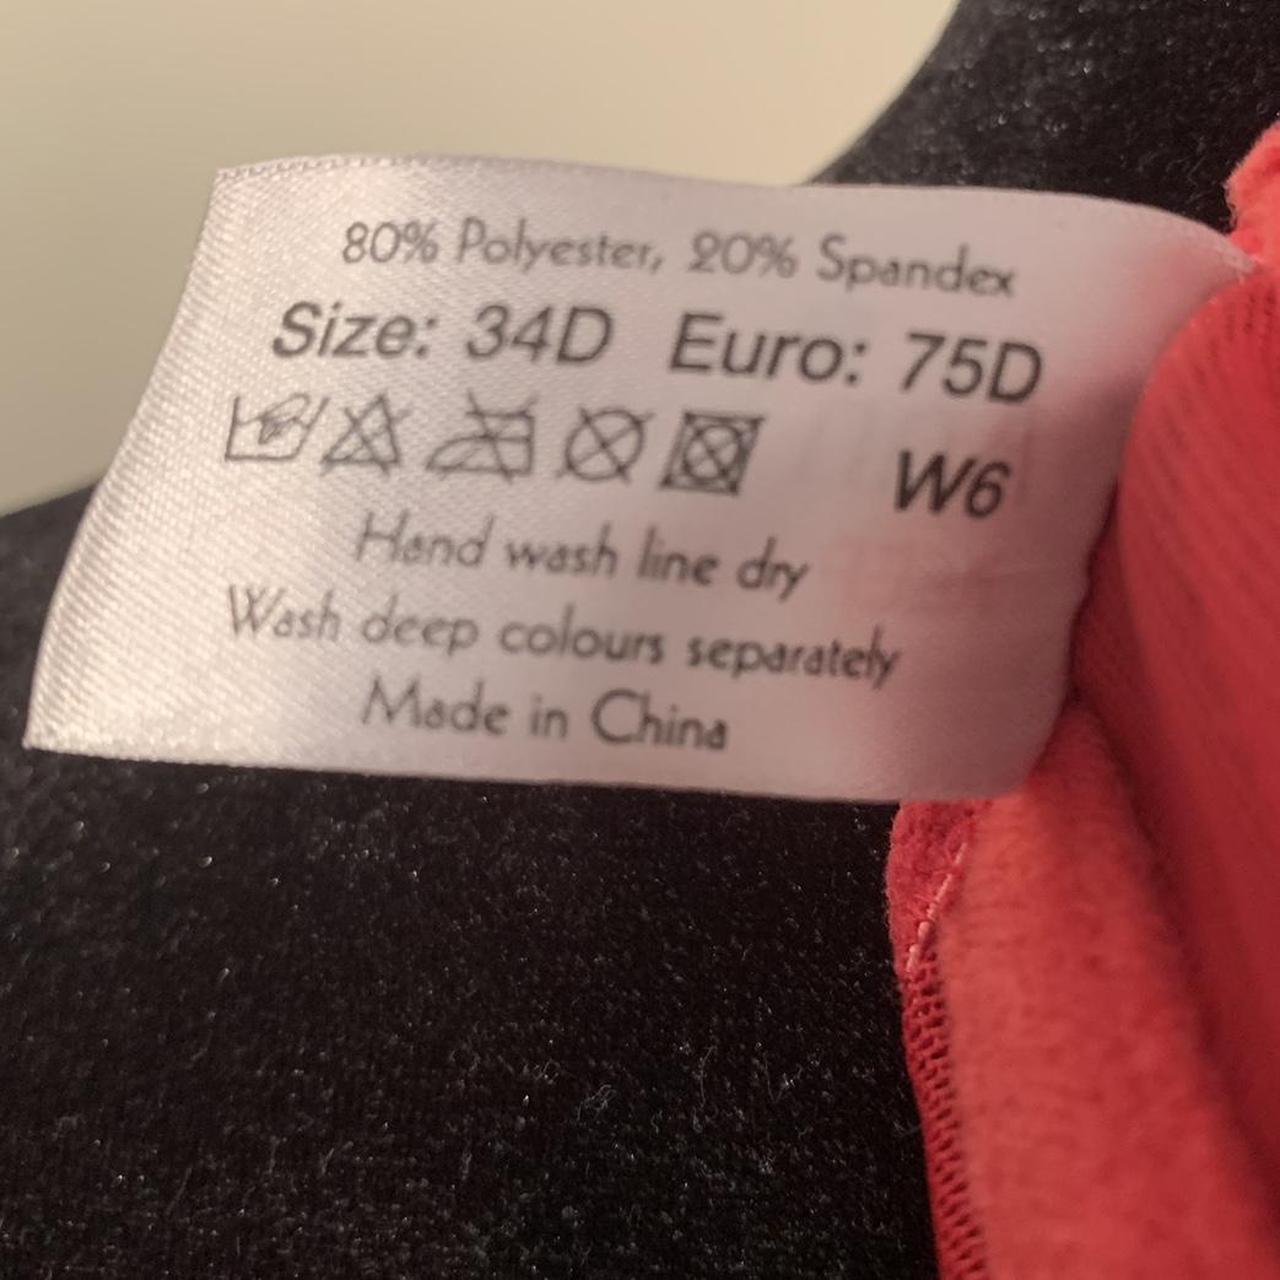 80% Polyester, 20% Spandex
Size: 34D Euro: 75D
W6
Hand wash line dry
Wash deep colours separately
Made in China